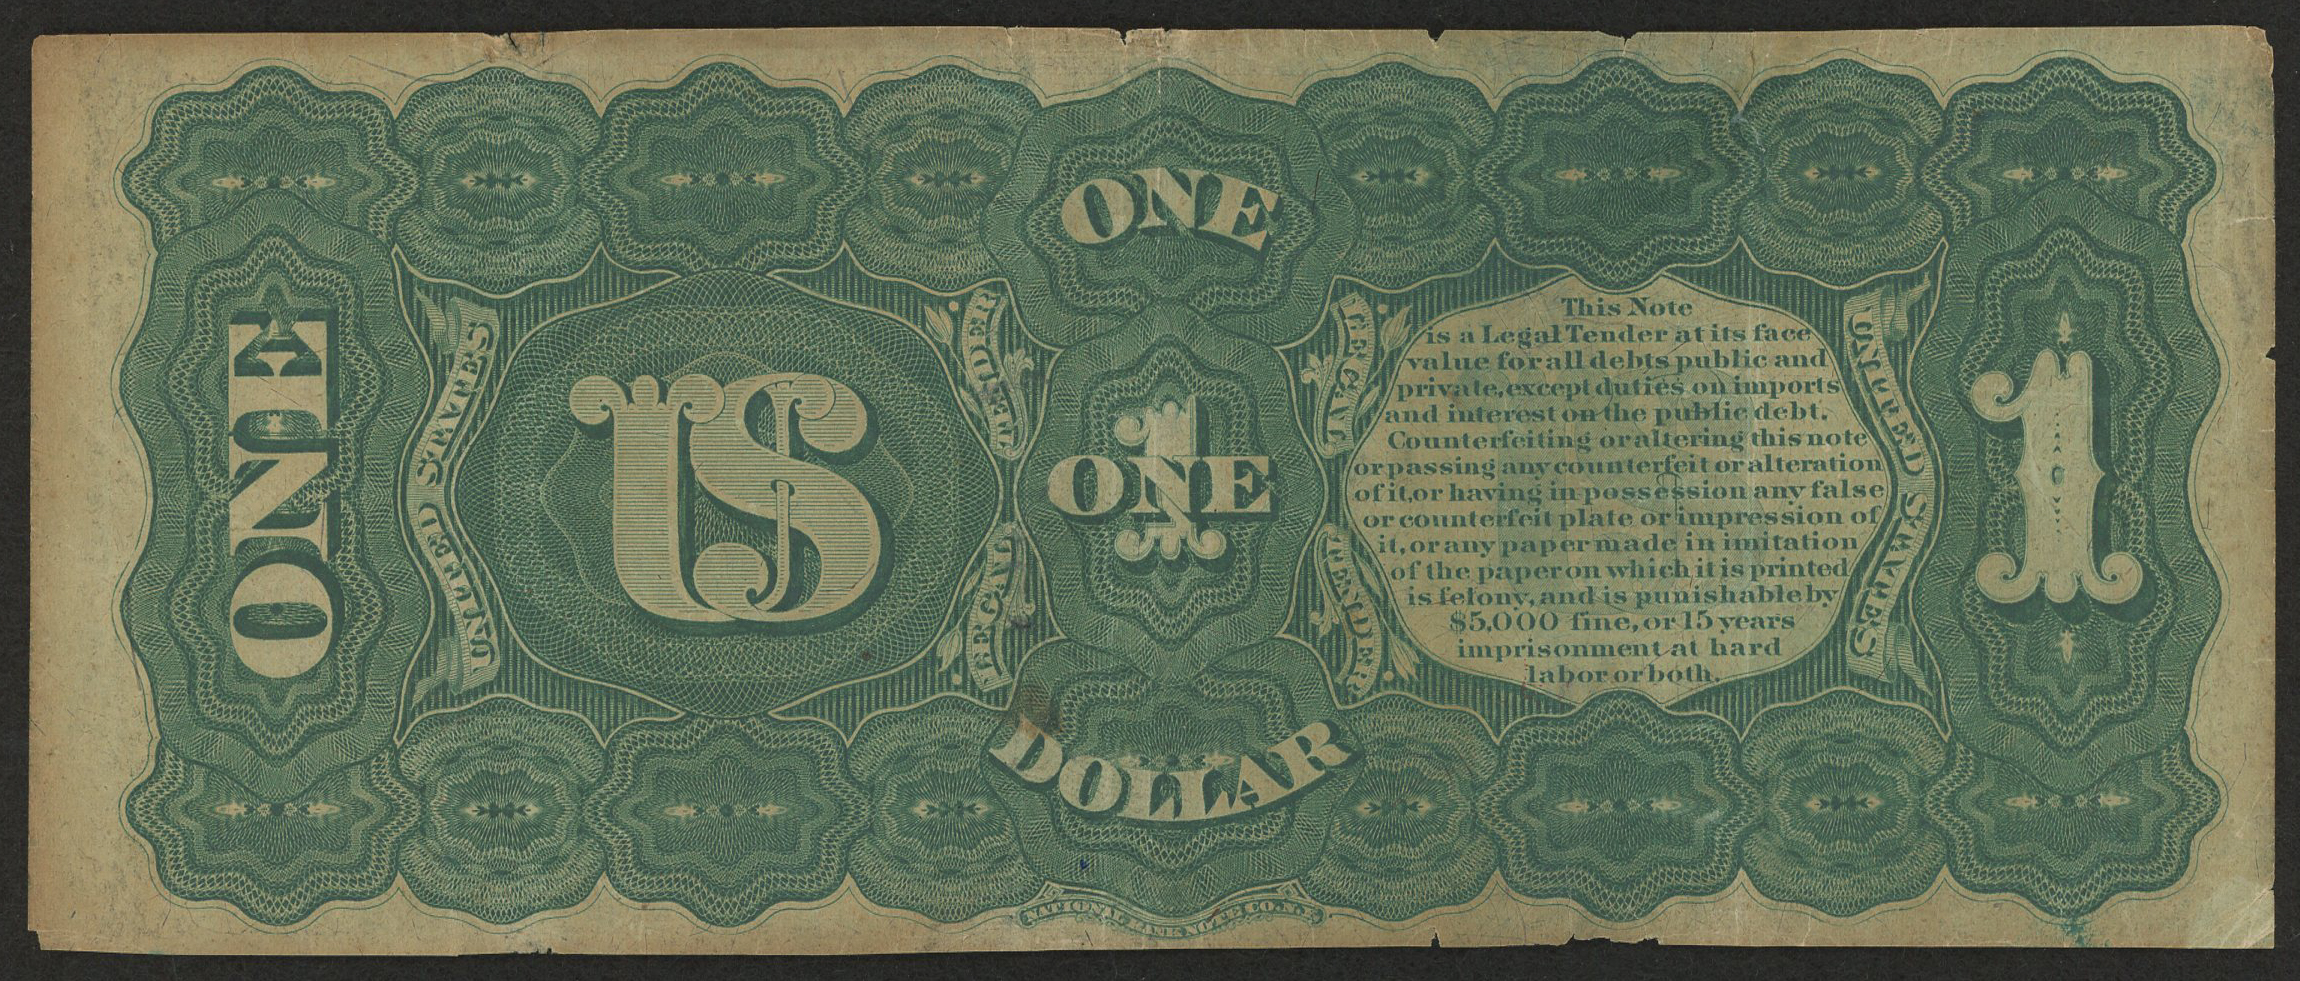 ONE
UNITED STATES
US
TENDER
LEGAL
ONE
1
ONE
DOLLAR
LEGAL
TENDER
This Note
is a Legal Tender at its face
value for all debts public and
private, except duties on imports
and interest on the public debt.
Counterfeiting or altering this note
or passing any counterfeit or alteration
of it, or having in possession any false
or counterfeit plate or impression of
it, or any paper made in imitation
of the paper on which it is printed
is felony, and is punishable by
$5,000 fine, or 15 years
imprisonment at hard
labor or both.
UNITED STATES
1
NATIONAL BANK NOTE CO. N.Y.